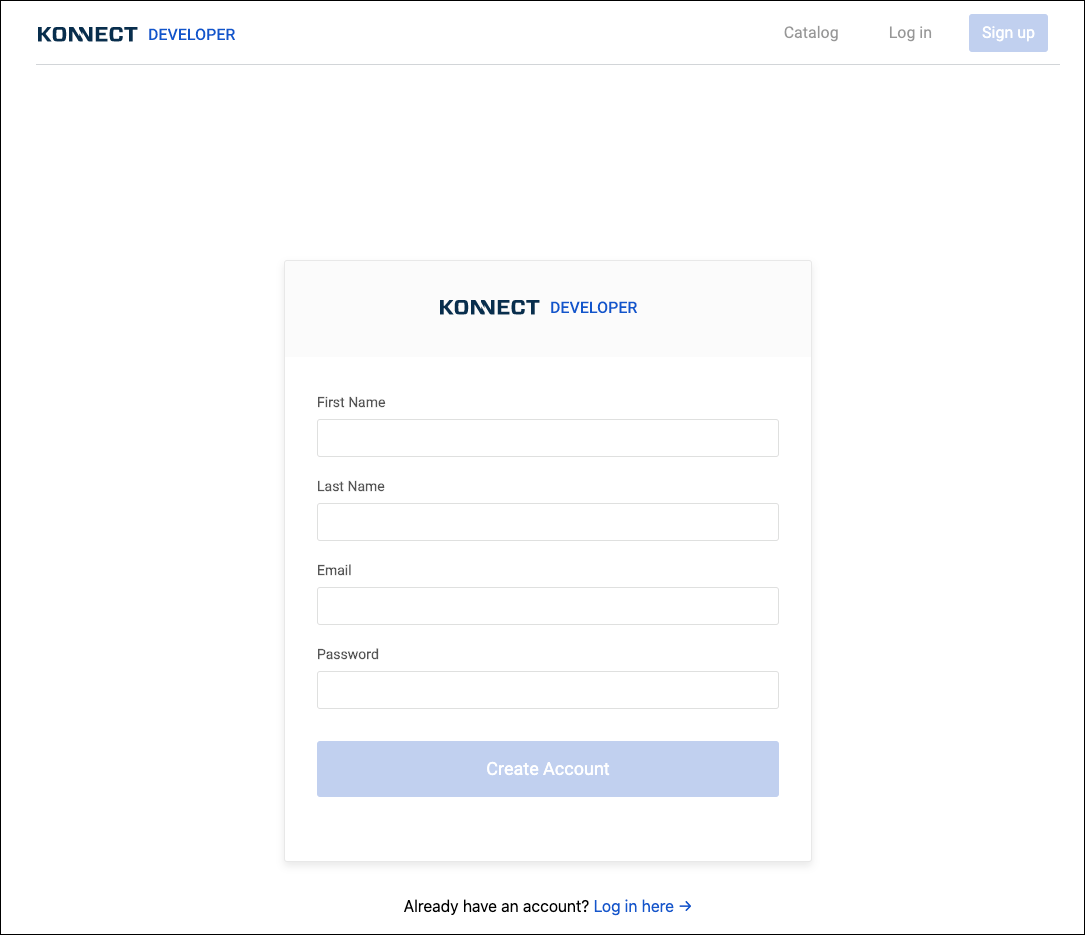 KONNECT DEVELOPER
Catalog
Log in
Sign up
KONNECT DEVELOPER
First Name
Last Name
Email
Password
Create Account
Already have an account? Log in here →